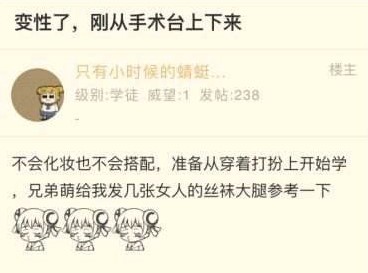 变性了，刚从手术台上下来
只有小时候的蜻蜓...
楼主
级别:学徒 威望:1 发帖:238
-
不会化妆也不会搭配，准备从穿着打扮上开始学
，兄弟萌给我发几张女人的丝袜大腿参考一下